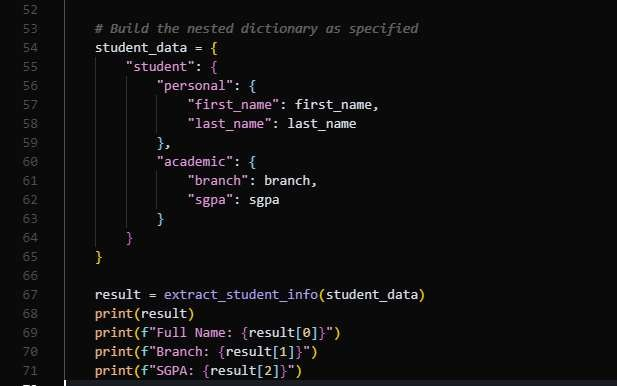 52
53 # Build the nested dictionary as specified
54 student_data = {
55 "student": {
56 "personal": {
57 "first_name": first_name,
58 "last_name": last_name
59 },
60 "academic": {
61 "branch": branch,
62 "sgpa": sgpa
63 }
64 }
65 }
66
67 result = extract_student_info(student_data)
68 print(result)
69 print(f"Full Name: {result[0]}")
70 print(f"Branch: {result[1]}")
71 print(f"SGPA: {result[2]}")